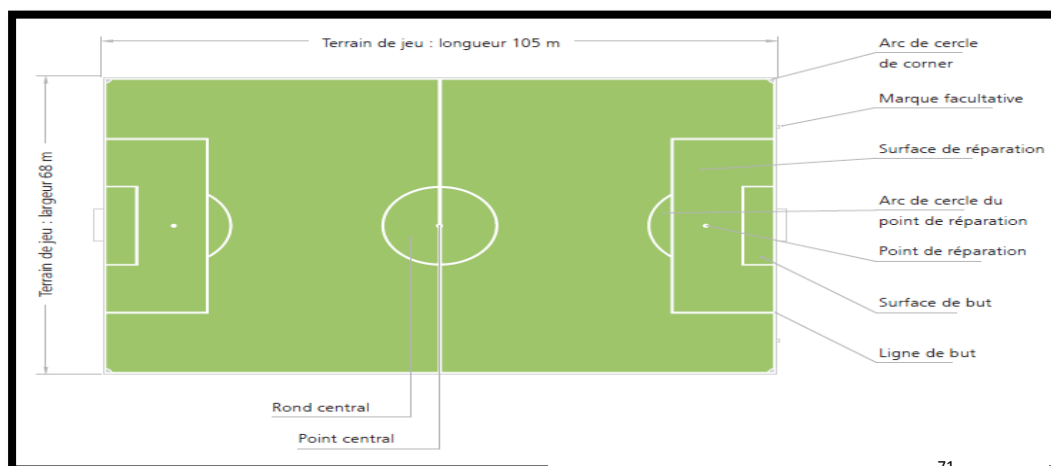 Terrain de jeu : longueur 105 m
Terrain de jeu : largeur 68 m
Arc de cercle
de corner
Marque facultative
Surface de réparation
Arc de cercle du
point de réparation
Point de réparation
Surface de but
Ligne de but
Rond central
Point central
71